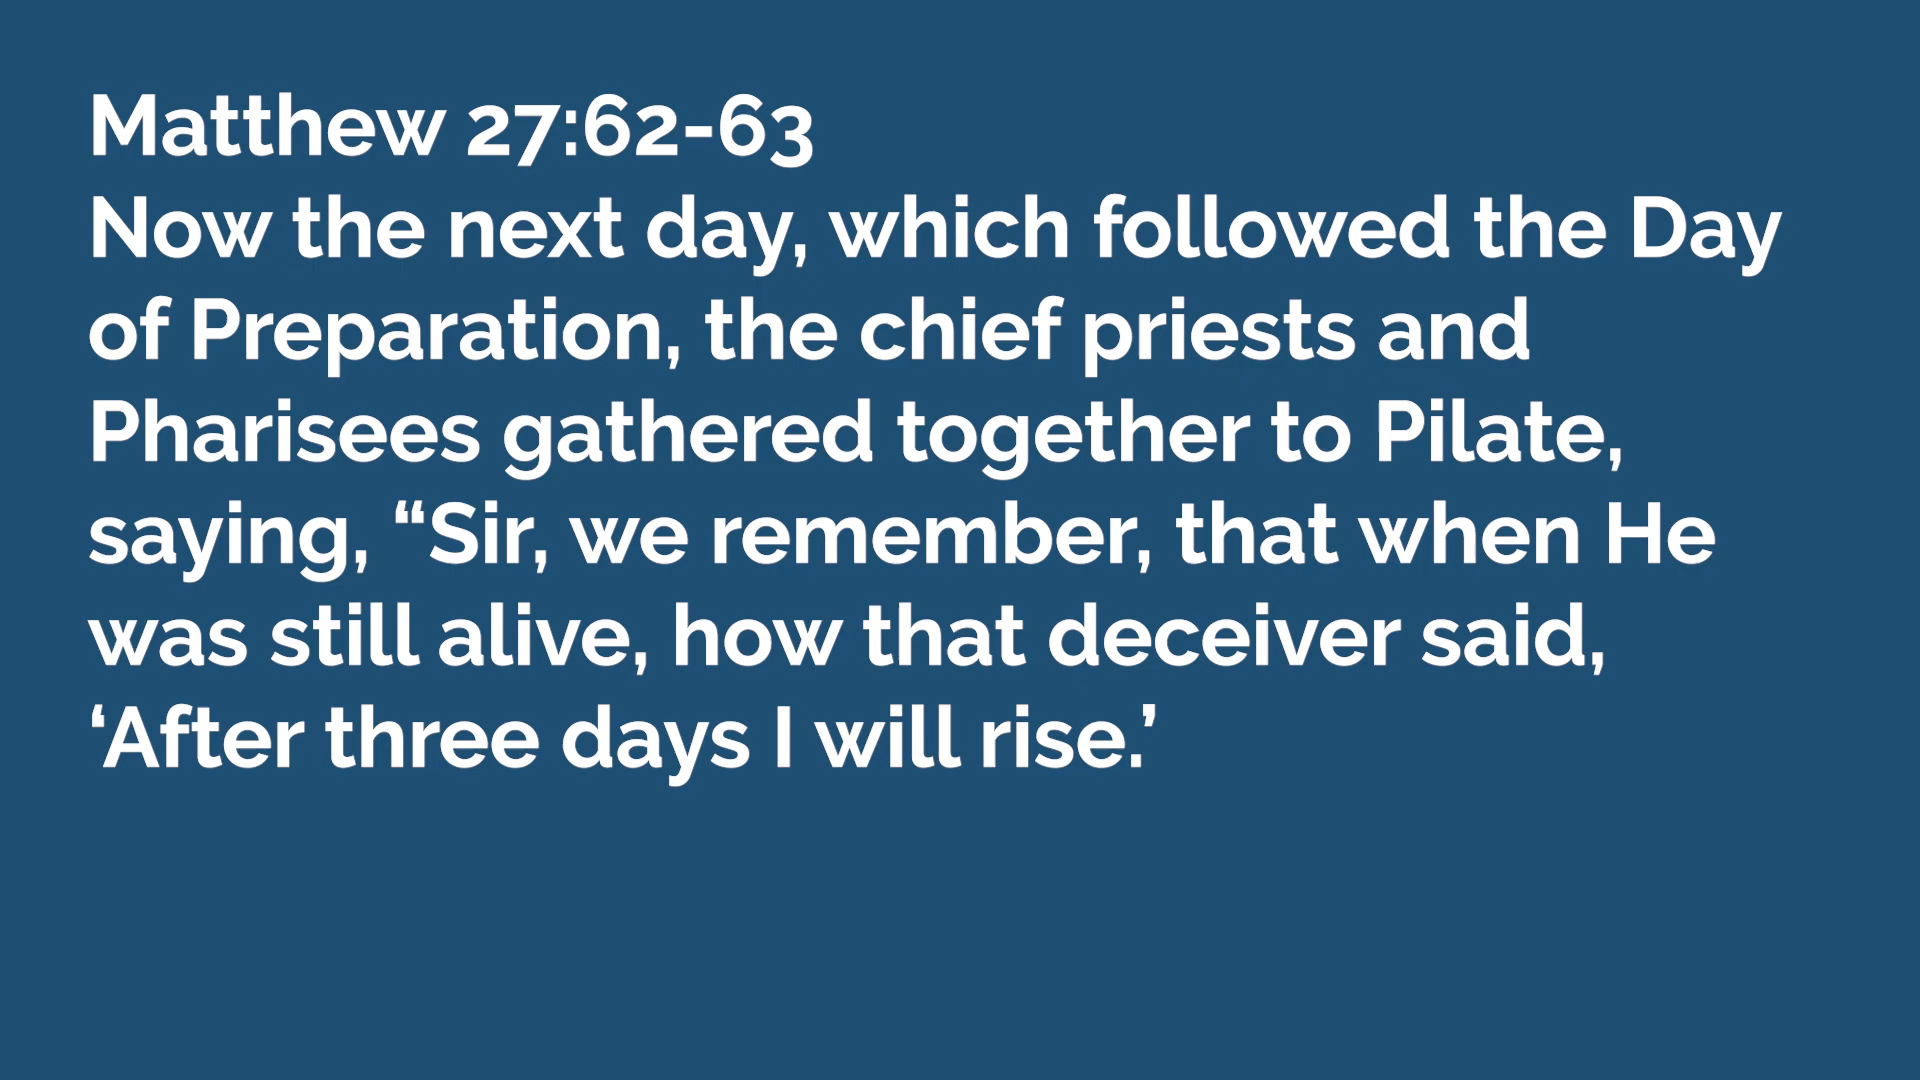 Matthew 27:62-63
Now the next day, which followed the Day
of Preparation, the chief priests and
Pharisees gathered together to Pilate,
saying, “Sir, we remember, that when He
was still alive, how that deceiver said,
‘After three days I will rise.’